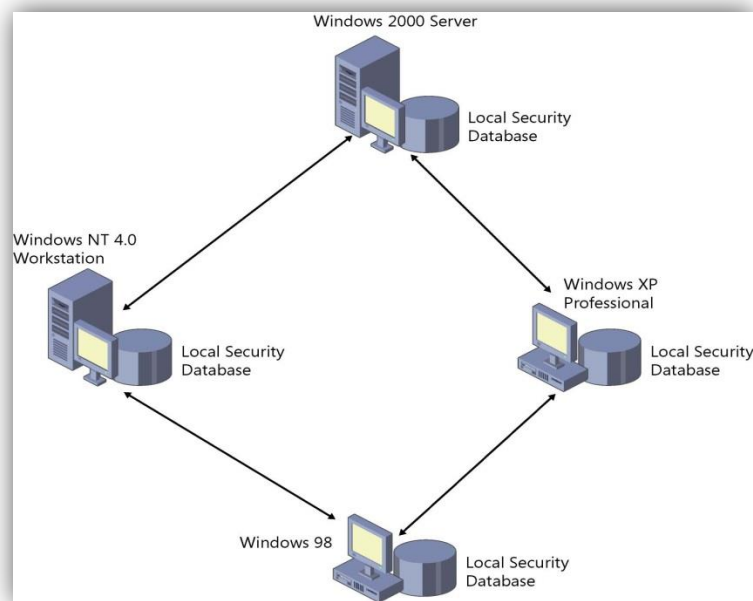 Windows 2000 Server
Local Security
Database
Windows NT 4.0
Workstation
Local Security
Database
Windows XP
Professional
Local Security
Database
Windows 98
Local Security
Database